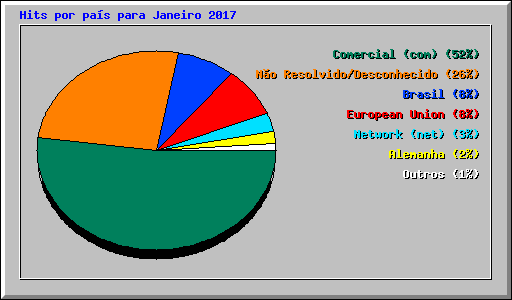 Hits por país para Janeiro 2017
Comercial (com) (52%)
Não Resolvido/Desconhecido (26%)
Brasil (8%)
European Union (8%)
Network (net) (3%)
Alemanha (2%)
Outros (1%)